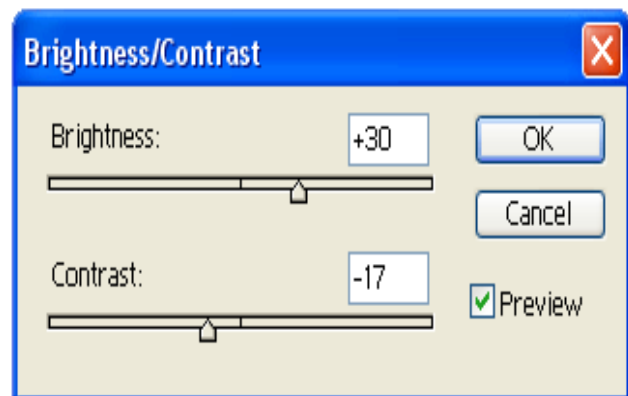 Brightness/Contrast
Brightness: +30
OK
Cancel
Contrast: -17
Preview